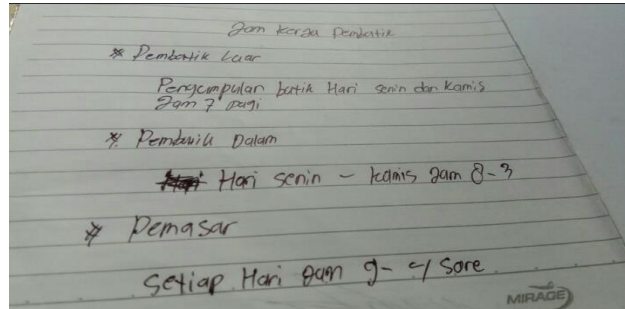 Jam Kerja Pembatik
* Pembatik Luar
Pengumpulan batik Hari senin dan kamis
Jam 7 pagi
* Pembatik Dalam
Hari senin - kamis Jam 8-3
* Pemasar
Setiap Hari Jam 9-4 sore
MIRAGE